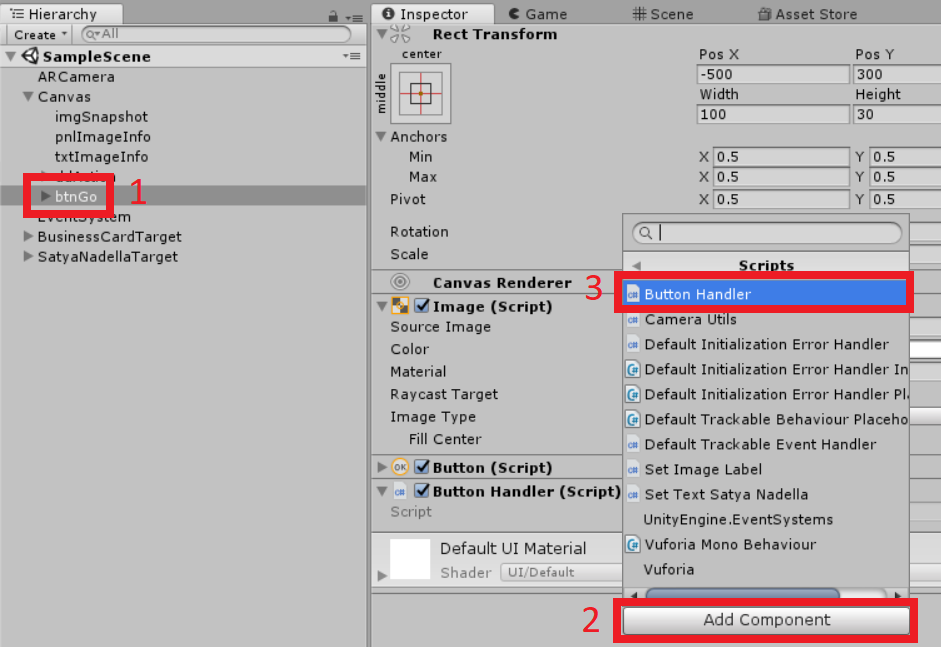 Hierarchy
Create All
SampleScene
ARCamera
Canvas
imgSnapshot
pnlImageInfo
txtImageInfo
btnGo 1
EventSystem
BusinessCardTarget
SatyaNadellaTarget
Inspector Game Scene Asset Store
Rect Transform
center
middle
Pos X Pos Y
-500 300
Width Height
100 30
Anchors
Min X 0.5 Y 0.5
Max X 0.5 Y 0.5
Pivot X 0.5 Y 0.5
Rotation
Scale
Canvas Renderer
Image (Script)
Source Image
Color
Material
Raycast Target
Image Type
Fill Center
OK Button (Script)
c# Button Handler (Script)
Script
Default UI Material
Shader UI/Default
Scripts
3 c# Button Handler
c# Camera Utils
c# Default Initialization Error Handler
c# Default Initialization Error Handler In
c# Default Initialization Error Handler Pl
c# Default Trackable Behaviour Placeho
c# Default Trackable Event Handler
c# Set Image Label
c# Set Text Satya Nadella
UnityEngine.EventSystems
c# Vuforia Mono Behaviour
Vuforia
2 Add Component